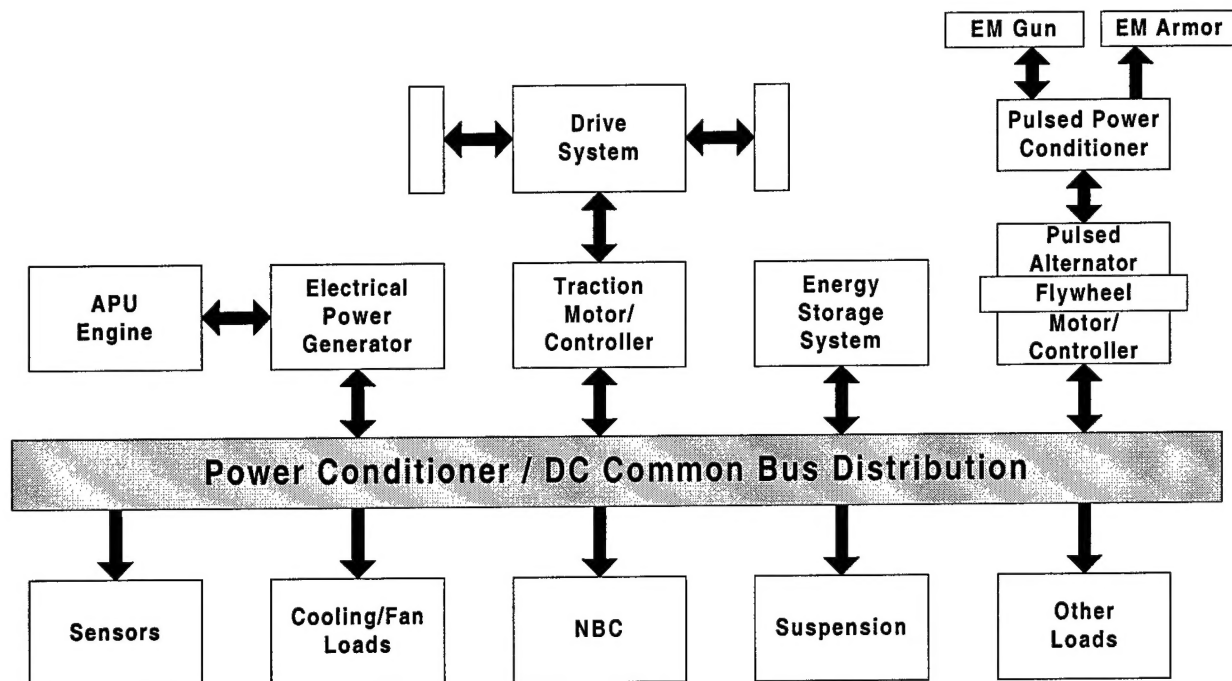 EM Gun
EM Armor
Drive
System
Pulsed Power
Conditioner
APU
Engine
Electrical
Power
Generator
Traction
Motor/
Controller
Energy
Storage
System
Pulsed
Alternator
Flywheel
Motor/
Controller
Power Conditioner / DC Common Bus Distribution
Sensors
Cooling/Fan
Loads
NBC
Suspension
Other
Loads